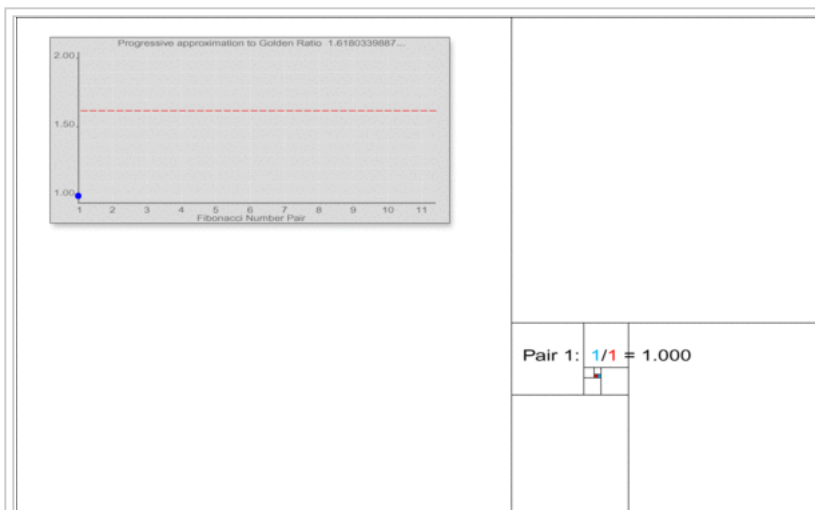 Progressive approximation to Golden Ratio 1.6180339887...
2.00
1.50
1.00
1 2 3 4 5 6 7 8 9 10 11
Fibonacci Number Pair
Pair 1: 1/1 = 1.000